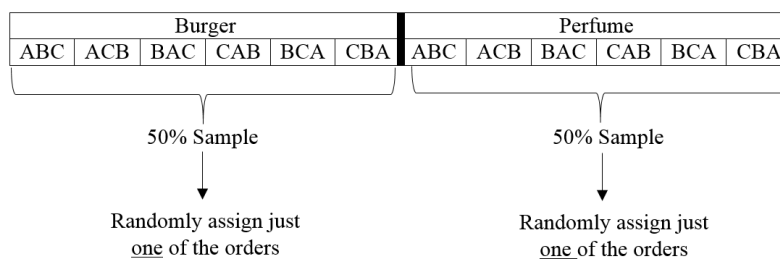 Burger Perfume
ABC ACB BAC CAB BCA CBA ABC ACB BAC CAB BCA CBA
50% Sample 50% Sample
Randomly assign just Randomly assign just
one of the orders one of the orders